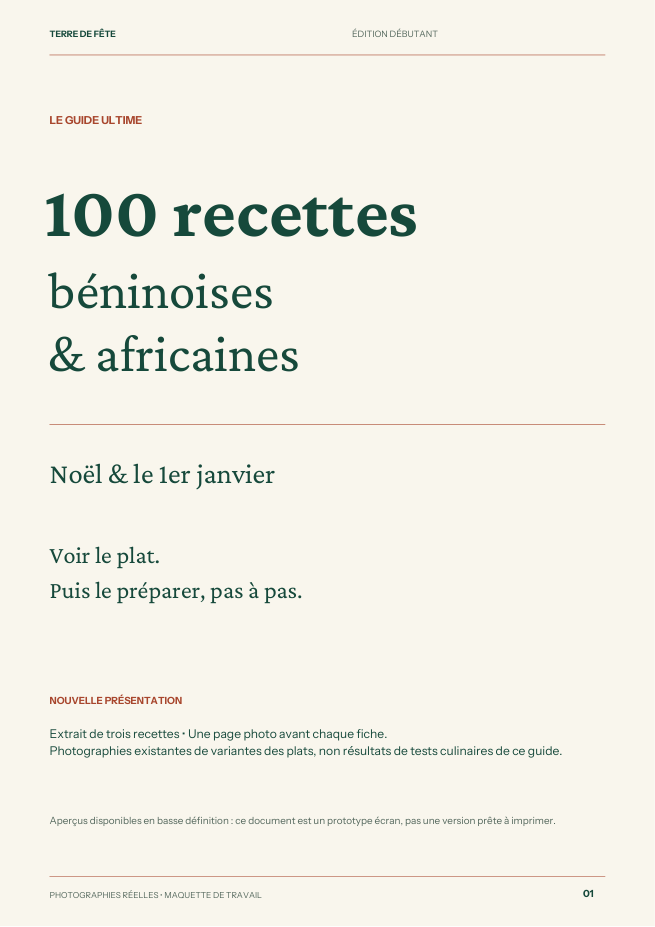 TERRE DE FÊTE
ÉDITION DÉBUTANT
LE GUIDE ULTIME
100 recettes
béninoises
& africaines
Noël & le 1er janvier
Voir le plat.
Puis le préparer, pas à pas.
NOUVELLE PRÉSENTATION
Extrait de trois recettes • Une page photo avant chaque fiche.
Photographies existantes de variantes des plats, non résultats de tests culinaires de ce guide.
Aperçus disponibles en basse définition : ce document est un prototype écran, pas une version prête à imprimer.
PHOTOGRAPHIES RÉELLES • MAQUETTE DE TRAVAIL
01